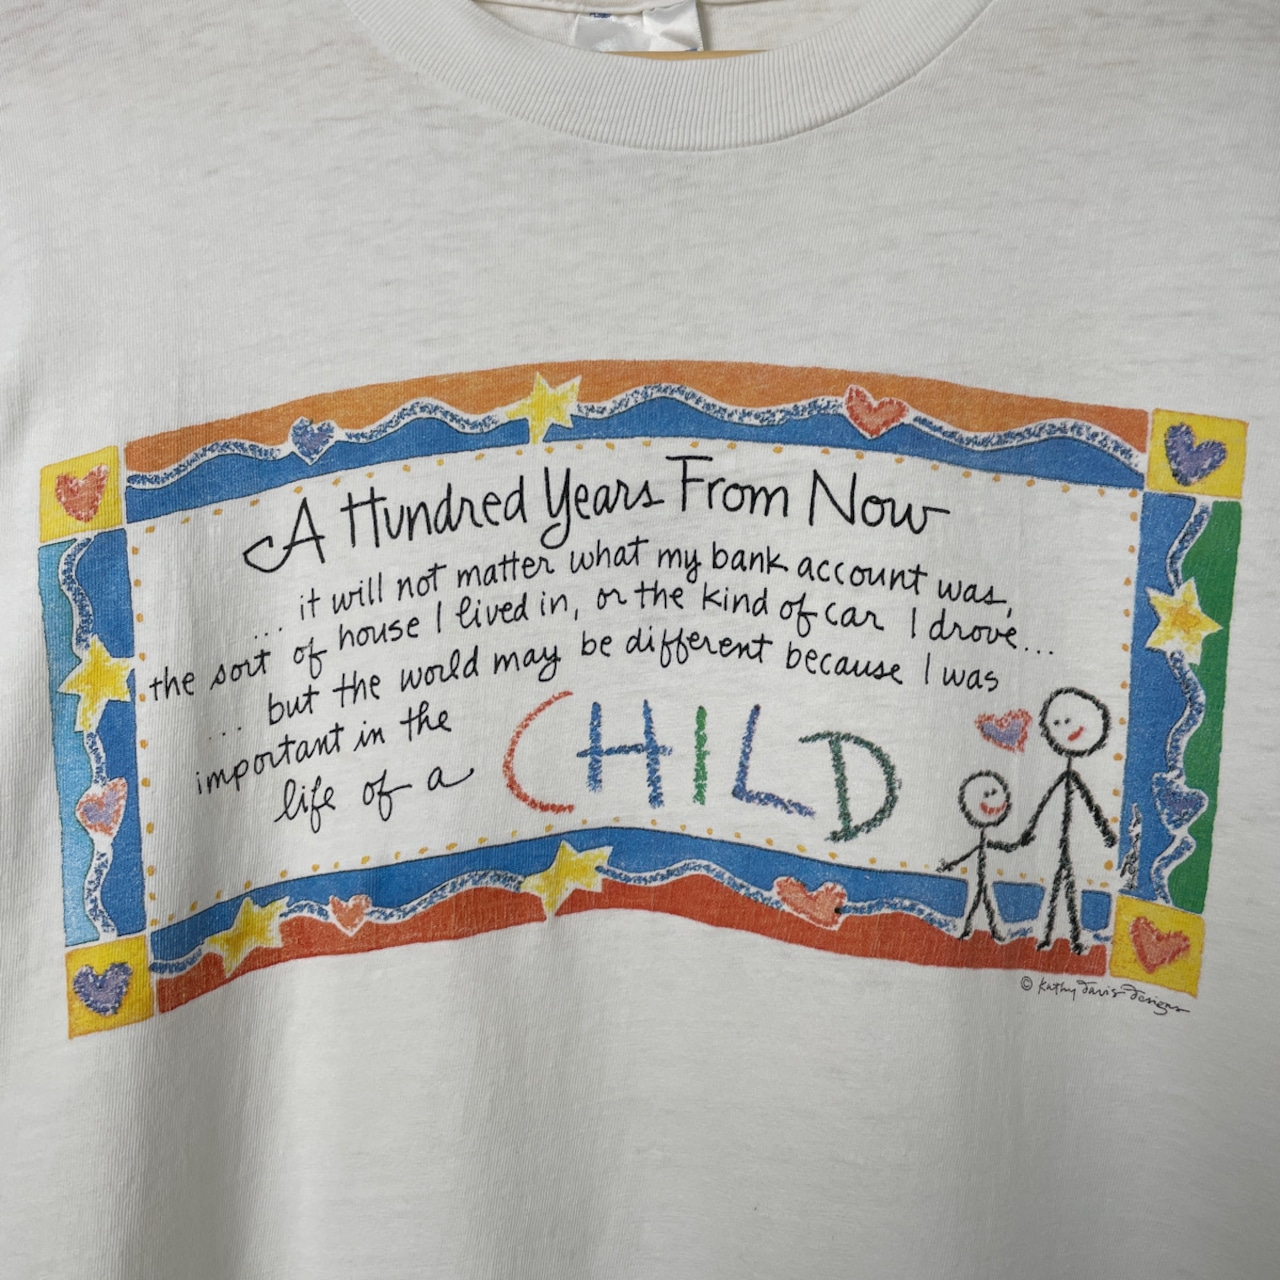 A Hundred Years From Now
... it will not matter what my bank account was,
the sort of house I lived in, or the kind of car I drove...
... but the world may be different because I was
important in the
life of a CHILD
© Kathy Davis Designs